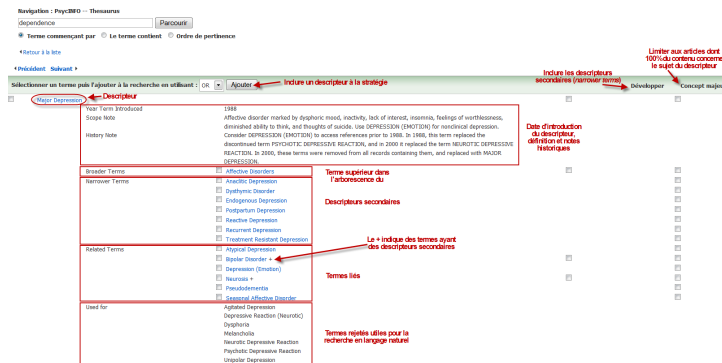 Navigation : PsycINFO -- Thesaurus
dependence Parcourir
Terme commençant par Le terme contient Ordre de pertinence
Retour à la liste
Précédent Suivant
Limiter aux articles dont
100% du contenu concerne
le sujet du descripteur
Inclure les descripteurs
secondaires (narrower terms)
Sélectionner un terme puis l'ajouter à la recherche en utilisant : OR Ajouter Inclure un descripteur à la stratégie Développer Concept majeur
Major Depression Descripteur
Year Term Introduced 1988
Scope Note Affective disorder marked by dysphoric mood, inactivity, lack of interest, insomnia, feelings of worthlessness,
diminished ability to think, and thoughts of suicide. Use DEPRESSION (EMOTION) for nonclinical depression.
History Note Consider DEPRESSION (EMOTION) to access references prior to 1988. In 1988, this term replaced the
discontinued term PSYCHOTIC DEPRESSIVE REACTION, and in 2000 it replaced the term NEUROTIC DEPRESSIVE
REACTION. In 2000, these terms were removed from all records containing them, and replaced with MAJOR
DEPRESSION.
Date d'introduction
du descripteur,
définition et notes
historiques
Broader Terms Affective Disorders
Terme supérieur dans
l'arborescence du
Narrower Terms Anaclitic Depression
Dysthymic Disorder
Endogenous Depression
Postpartum Depression
Reactive Depression
Recurrent Depression
Treatment Resistant Depression
Descripteurs secondaires
Related Terms Atypical Depression
Bipolar Disorder +
Depression (Emotion)
Neurosis +
Pseudodementia
Seasonal Affective Disorder
Le + indique des termes ayant
des descripteurs secondaires
Termes liés
Used for Agitated Depression
Depressive Reaction (Neurotic)
Dysphoria
Melancholia
Neurotic Depressive Reaction
Psychotic Depressive Reaction
Unipolar Depression
Termes rejetés utiles pour la
recherche en langage naturel